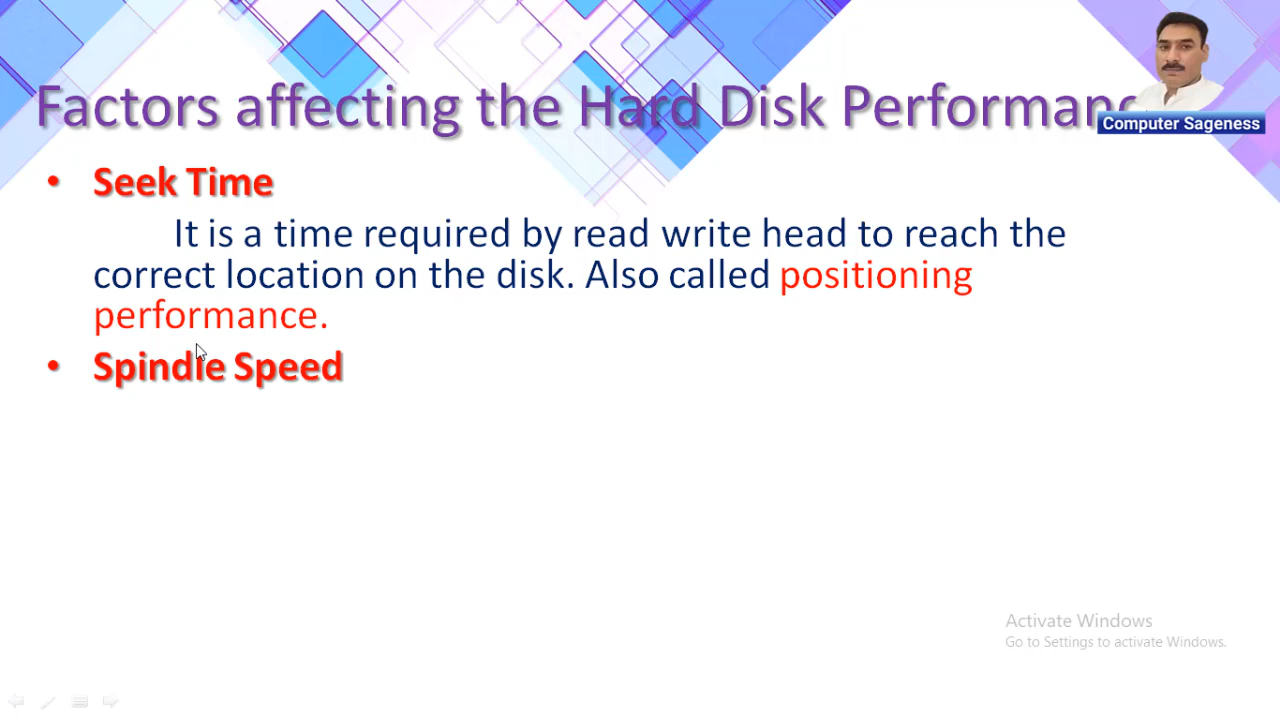 Factors affecting the Hard Disk Performanc
Computer Sageness
• Seek Time
It is a time required by read write head to reach the
correct location on the disk. Also called positioning
performance.
• Spindle Speed
Activate Windows
Go to Settings to activate Windows.